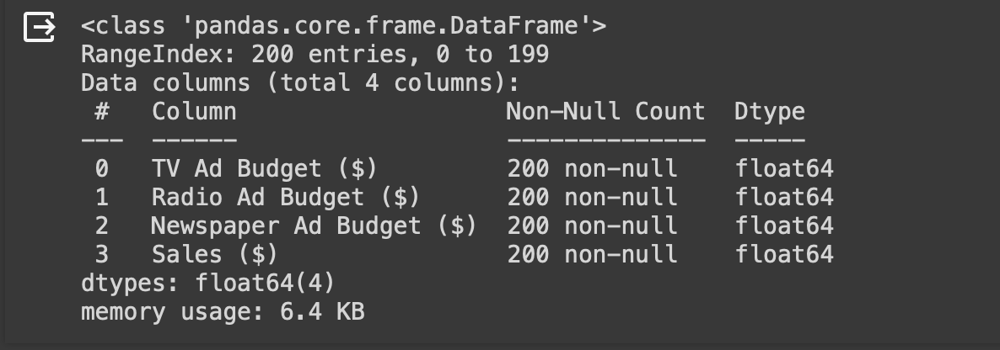 <class 'pandas.core.frame.DataFrame'>
RangeIndex: 200 entries, 0 to 199
Data columns (total 4 columns):
 #   Column                   Non-Null Count  Dtype
---  ------                   --------------  -----
 0   TV Ad Budget ($)         200 non-null    float64
 1   Radio Ad Budget ($)      200 non-null    float64
 2   Newspaper Ad Budget ($)  200 non-null    float64
 3   Sales ($)                200 non-null    float64
dtypes: float64(4)
memory usage: 6.4 KB